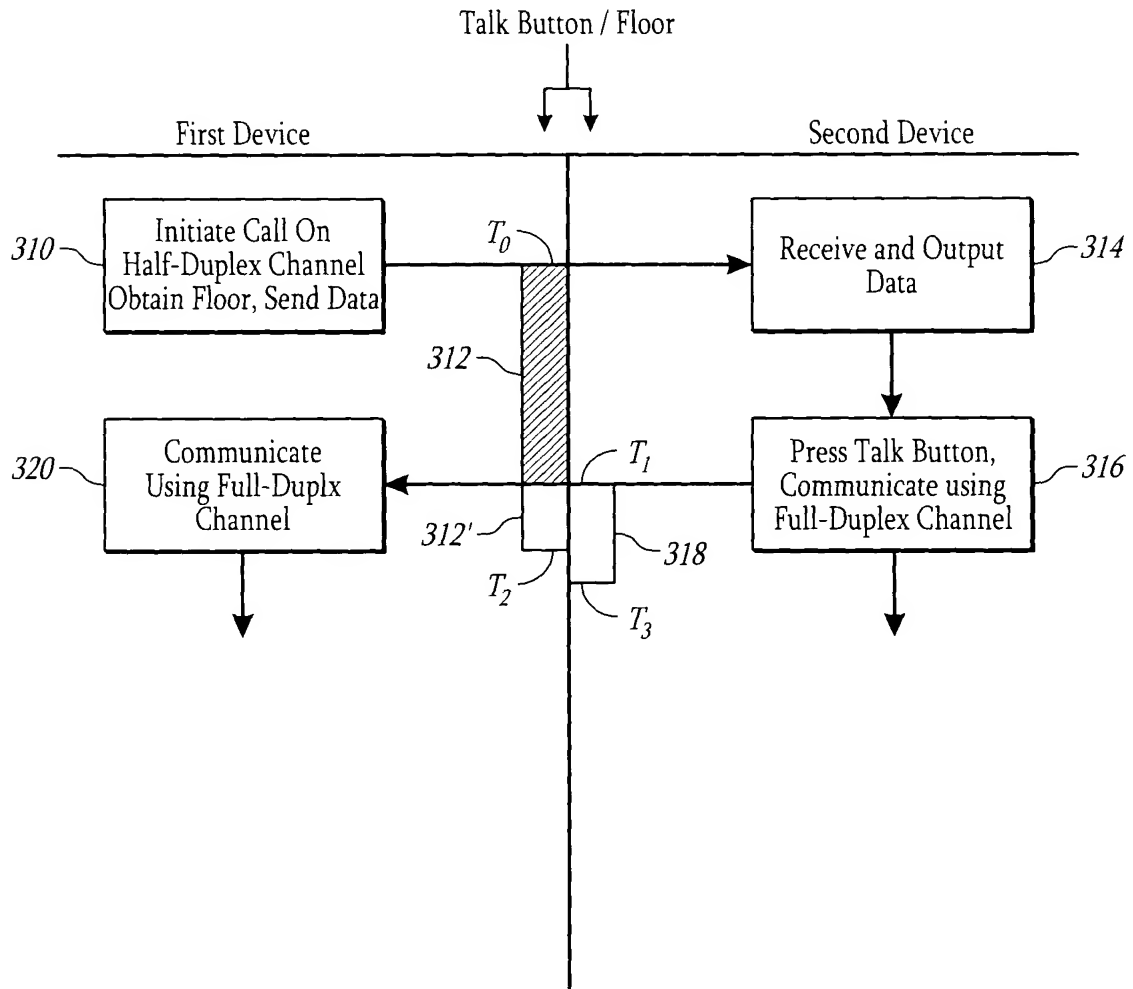 Talk Button / Floor
First Device
Second Device
310
Initiate Call On
Half-Duplex Channel
Obtain Floor, Send Data
T0
Receive and Output
Data
314
312
320
Communicate
Using Full-Duplx
Channel
T1
Press Talk Button,
Communicate using
Full-Duplex Channel
316
312'
318
T2
T3